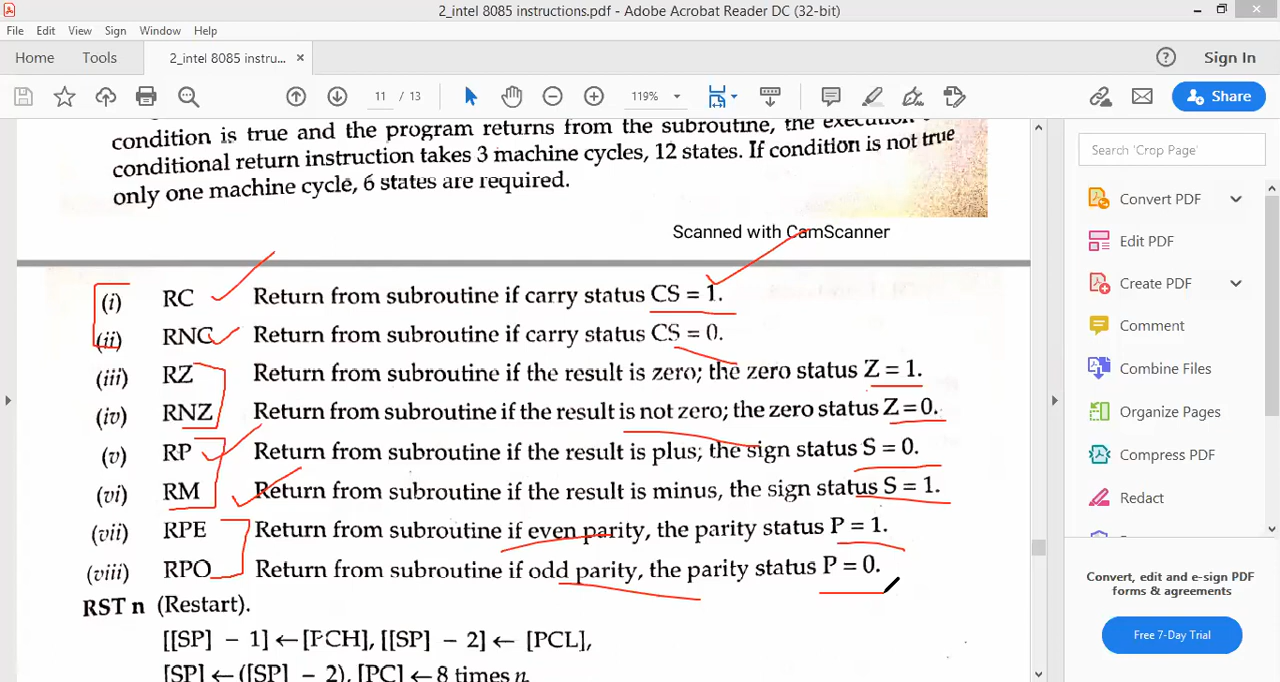 2_intel 8085 instructions.pdf - Adobe Acrobat Reader DC (32-bit)
File Edit View Sign Window Help
Home Tools 2_intel 8085 instru... × Sign In
11 / 13 119% Share
condition is true and the program returns from the subroutine, the execution
conditional return instruction takes 3 machine cycles, 12 states. If condition is not true
only one machine cycle, 6 states are required.
Scanned with CamScanner
(i) RC Return from subroutine if carry status CS = 1.
(ii) RNC Return from subroutine if carry status CS = 0.
(iii) RZ Return from subroutine if the result is zero; the zero status Z = 1.
(iv) RNZ Return from subroutine if the result is not zero; the zero status Z = 0.
(v) RP Return from subroutine if the result is plus; the sign status S = 0.
(vi) RM Return from subroutine if the result is minus, the sign status S = 1.
(vii) RPE Return from subroutine if even parity, the parity status P = 1.
(viii) RPO Return from subroutine if odd parity, the parity status P = 0.
RST n (Restart).
[[SP] - 1] ← [PCH], [[SP] - 2] ← [PCL],
[SP] ← ([SP] - 2), [PC] ← 8 times n.
Search 'Crop Page'
Convert PDF
Edit PDF
Create PDF
Comment
Combine Files
Organize Pages
Compress PDF
Redact
Convert, edit and e-sign PDF
forms & agreements
Free 7-Day Trial